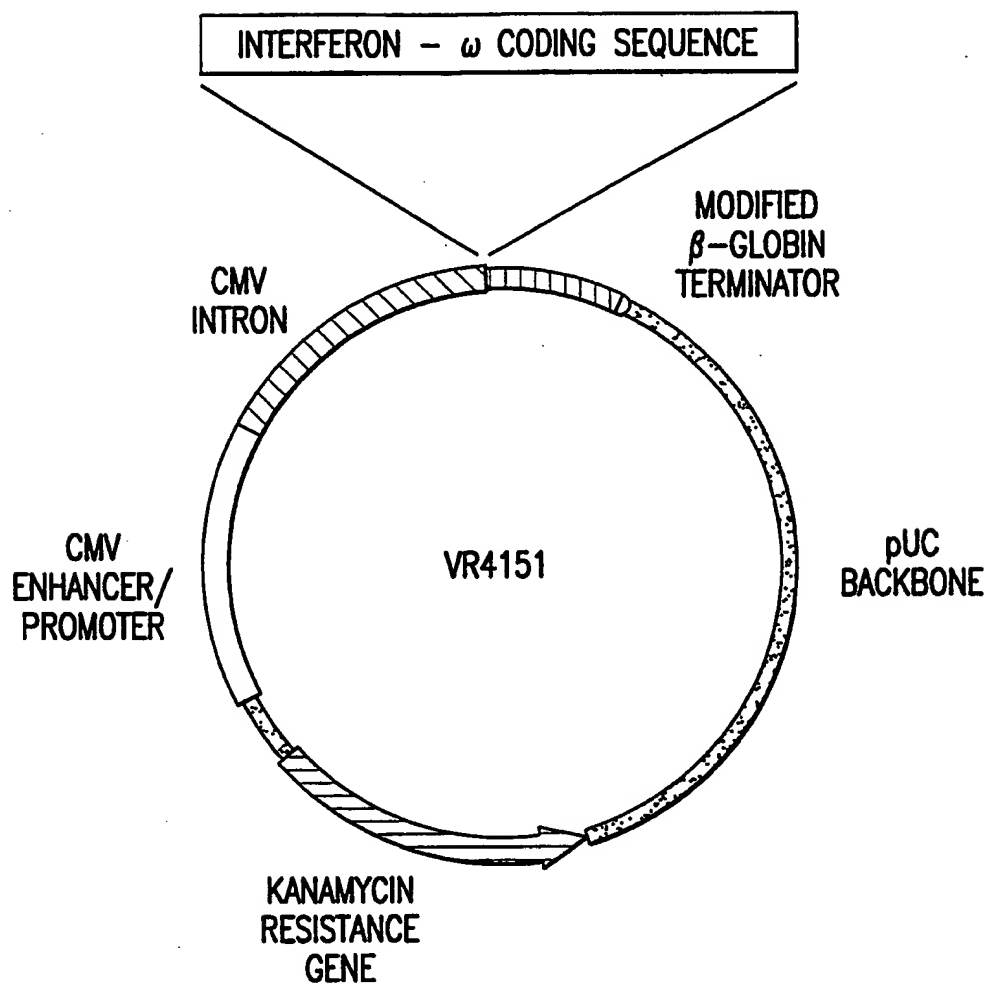 INTERFERON - ω CODING SEQUENCE
MODIFIED
β-GLOBIN
TERMINATOR
CMV
INTRON
CMV
ENHANCER/
PROMOTER
VR4151
pUC
BACKBONE
KANAMYCIN
RESISTANCE
GENE